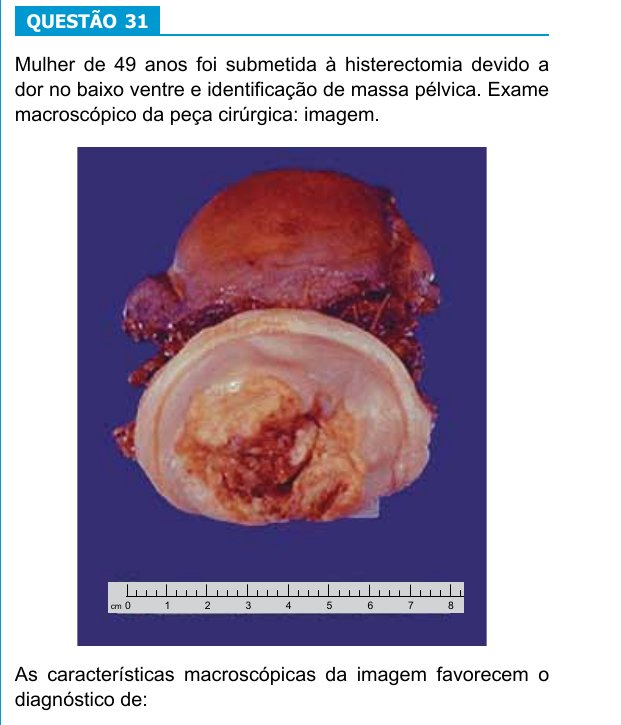 QUESTÃO 31
Mulher de 49 anos foi submetida à histerectomia devido a
dor no baixo ventre e identificação de massa pélvica. Exame
macroscópico da peça cirúrgica: imagem.
cm 0 1 2 3 4 5 6 7 8
As características macroscópicas da imagem favorecem o
diagnóstico de: